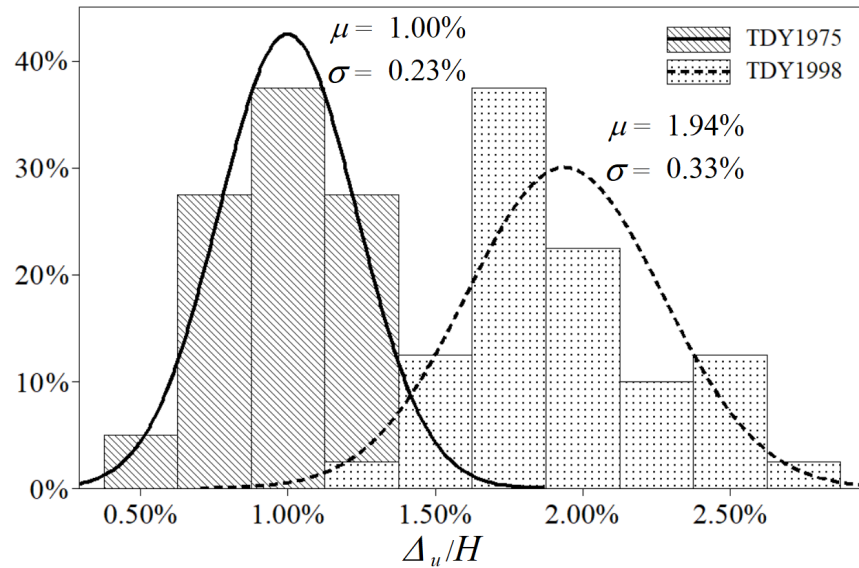 μ = 1.00%
σ = 0.23%
TDY1975
TDY1998
μ = 1.94%
σ = 0.33%
40%
30%
20%
10%
0%
0.50% 1.00% 1.50% 2.00% 2.50%
Δu/H